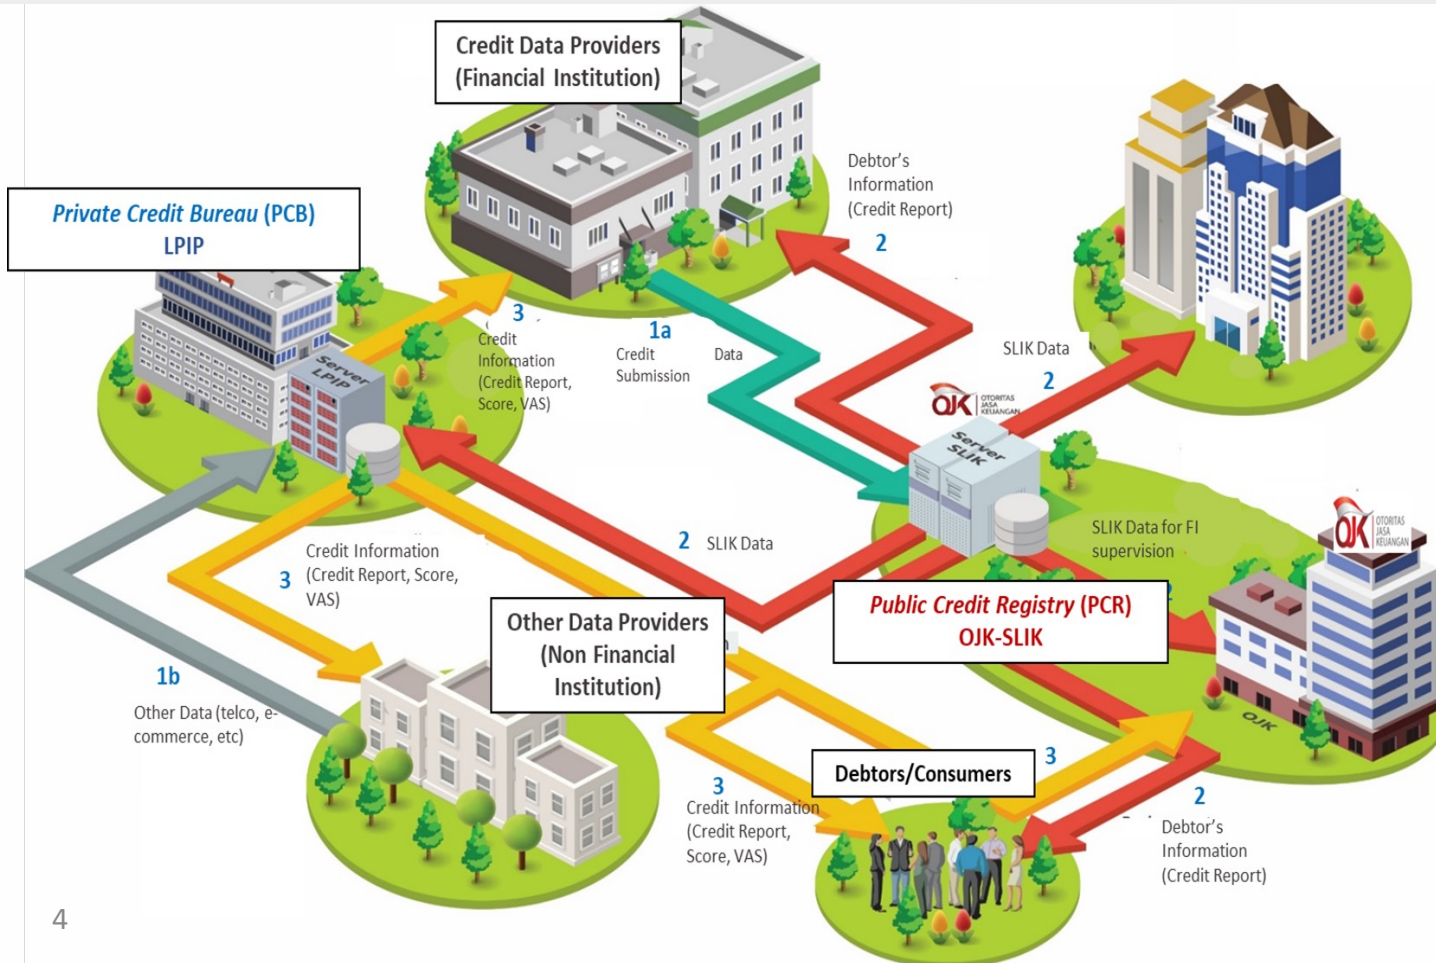 Credit Data Providers
(Financial Institution)
Private Credit Bureau (PCB)
LPIP
Debtor's
Information
(Credit Report)
2
3
Credit
Information
(Credit Report,
Score, VAS)
1a
Credit Data
Submission
SLIK Data
2
OJK
OTORITAS
JASA
KEUANGAN
Server
LPIP
Server
SLIK
2 SLIK Data
SLIK Data for FI
supervision
OJK
OTORITAS
JASA
KEUANGAN
Credit Information
3 (Credit Report, Score,
VAS)
Public Credit Registry (PCR)
OJK-SLIK
2
Other Data Providers
(Non Financial
Institution)
n
1b
Other Data (telco, e-
commerce, etc)
OJK
Debtors/Consumers
3
3
Credit Information
(Credit Report,
Score, VAS)
2
Debtor's
Information
(Credit Report)
4